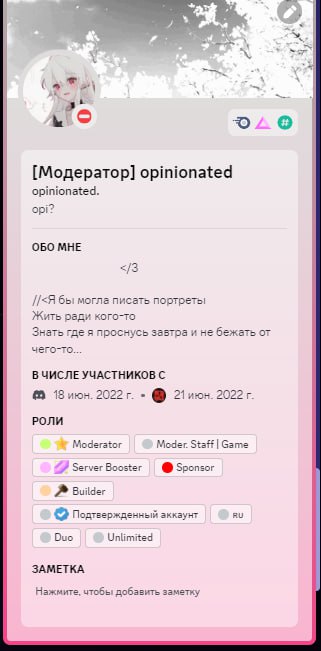 [Модератор] opinionated
opinionated.
opi?
ОБО МНЕ
</3
//<Я бы могла писать портреты
Жить ради кого-то
Знать где я проснусь завтра и не бежать от
чего-то...
В ЧИСЛЕ УЧАСТНИКОВ С
18 июн. 2022 г. • 21 июн. 2022 г.
РОЛИ
Moderator Moder. Staff | Game
Server Booster Sponsor
Builder
Подтвержденный аккаунт RU
Duo Unlimited
ЗАМЕТКА
Нажмите, чтобы добавить заметку